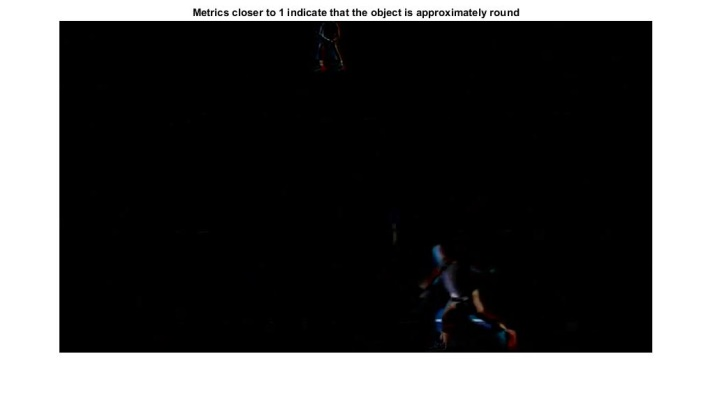 Metrics closer to 1 indicate that the object is approximately round